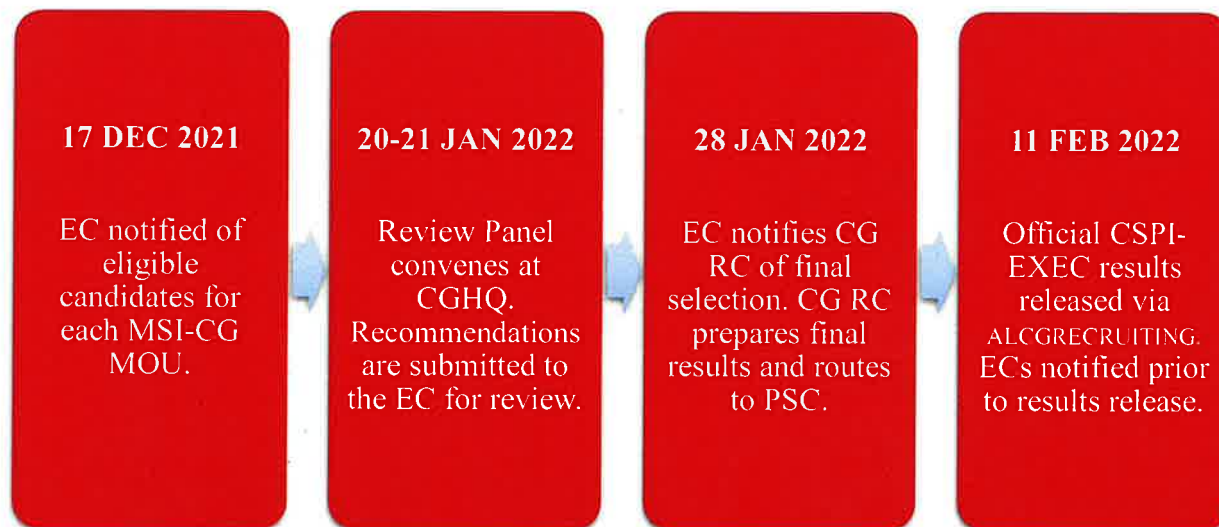 17 DEC 2021
EC notified of
eligible
candidates for
each MSI-CG
MOU.
20-21 JAN 2022
Review Panel
convenes at
CGHQ.
Recommendations
are submitted to
the EC for review.
28 JAN 2022
EC notifies CG
RC of final
selection. CG RC
prepares final
results and routes
to PSC.
11 FEB 2022
Official CSPI-
EXEC results
released via
ALCGRECRUITING.
ECs notified prior
to results release.